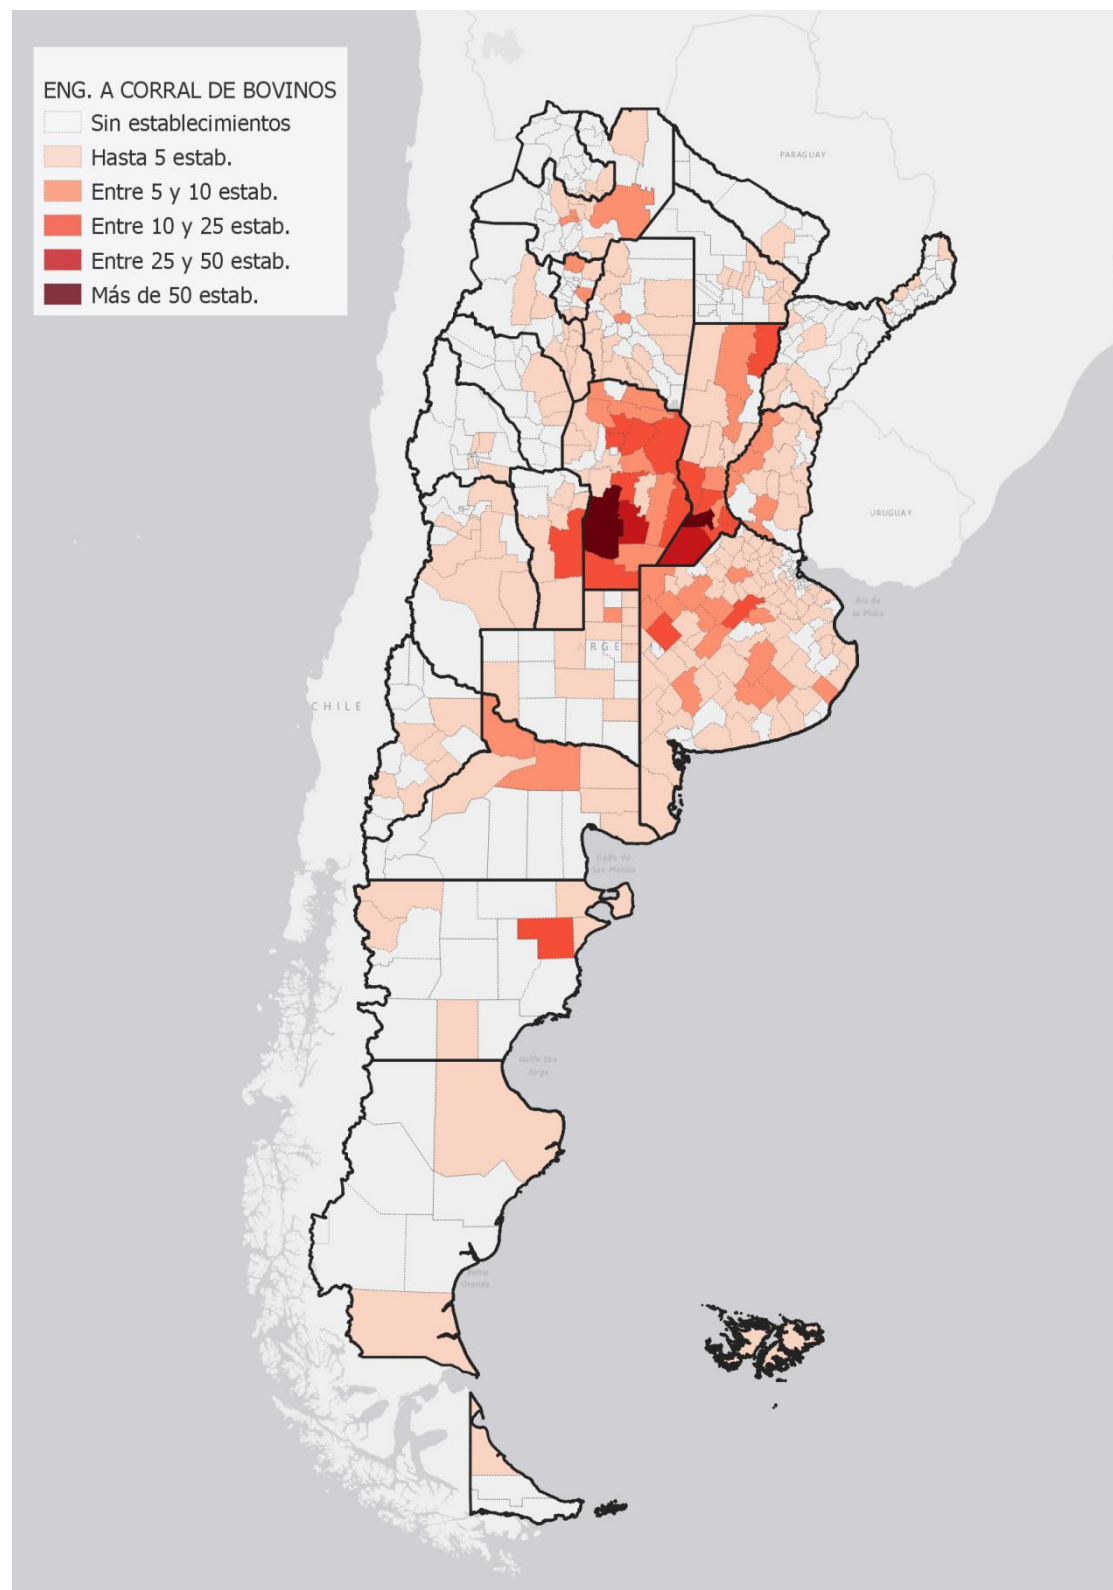 ENG. A CORRAL DE BOVINOS
Sin establecimientos
Hasta 5 estab.
Entre 5 y 10 estab.
Entre 10 y 25 estab.
Entre 25 y 50 estab.
Más de 50 estab.
PARAGUAY
URUGUAY
Río de
la Plata
CHILE
Golfo de
San Matías
Golfo San
Jorge
Grande